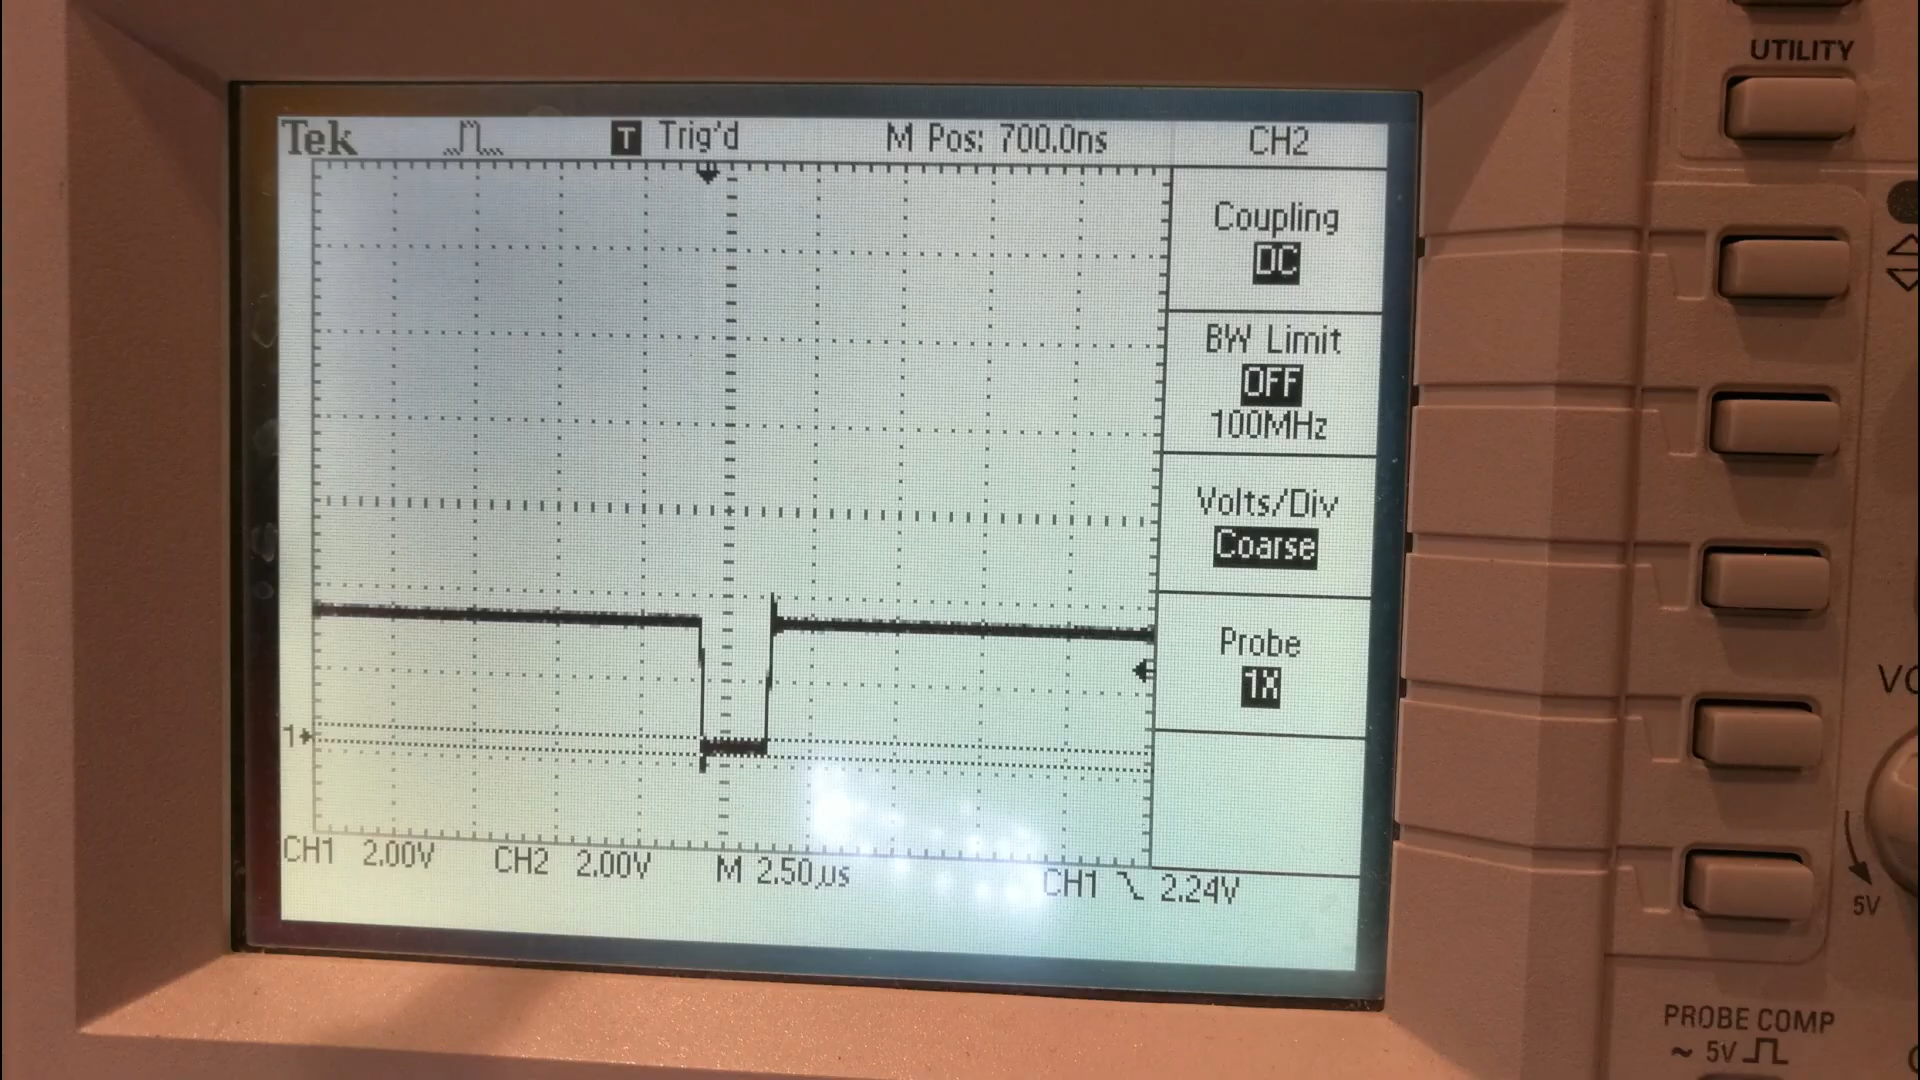 Tek T Trig'd M Pos: 700.0ns CH2
Coupling
DC
BW Limit
OFF
100MHz
Volts/Div
Coarse
Probe
1X
1
CH1 2.00V CH2 2.00V M 2.50µs CH1 2.24V
UTILITY
5V
PROBE COMP
~ 5V